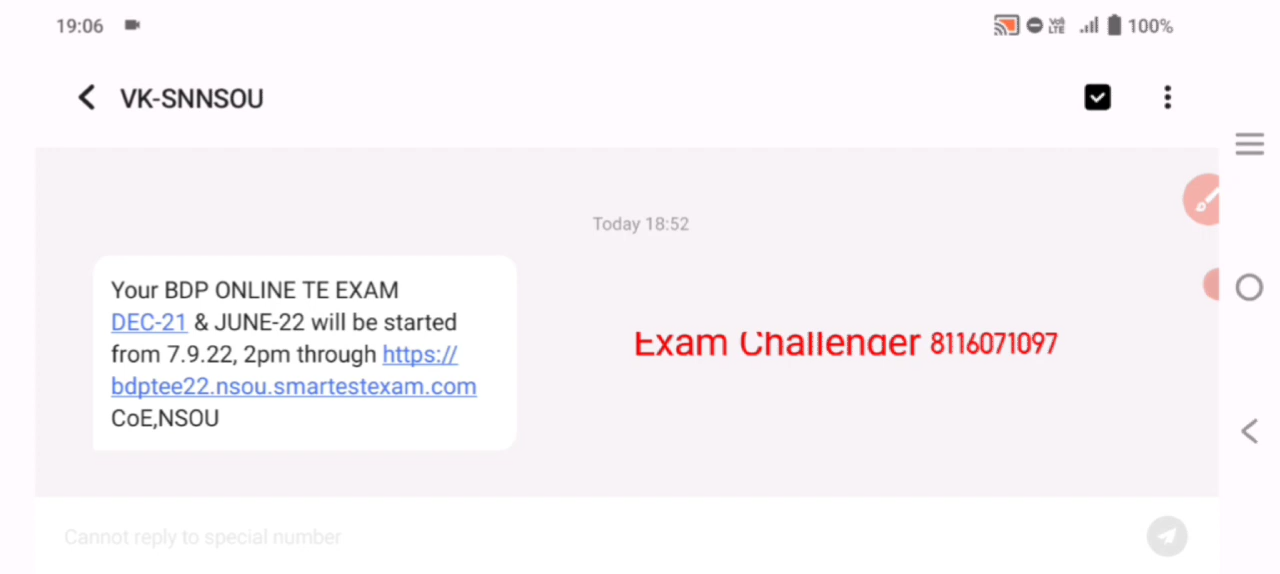 19:06
Vo) LTE 100%
VK-SNNSOU
Today 18:52
Your BDP ONLINE TE EXAM
DEC-21 & JUNE-22 will be started
from 7.9.22, 2pm through https://
bdptee22.nsou.smartestexam.com
CoE,NSOU
Exam Challenger 8116071097
Cannot reply to special number